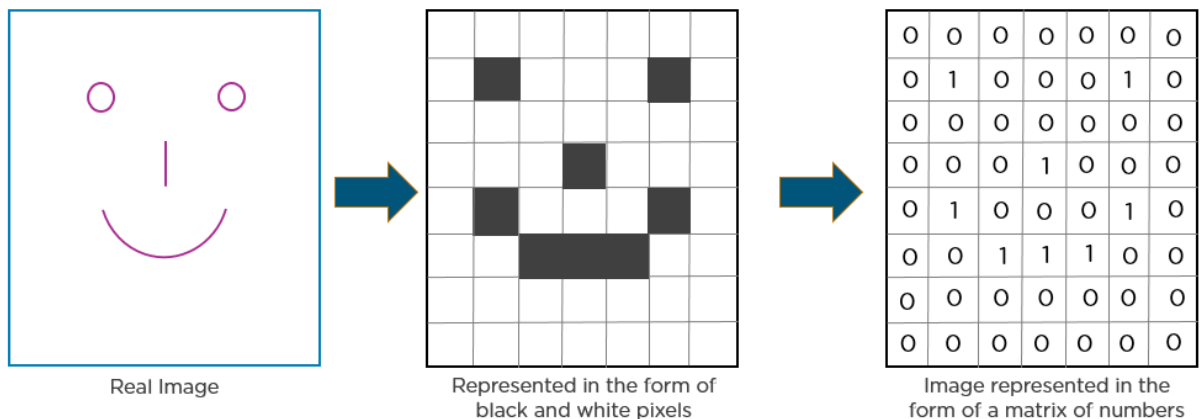 0 0 0 0 0 0 0
0 1 0 0 0 1 0
0 0 0 0 0 0 0
0 0 0 1 0 0 0
0 1 0 0 0 1 0
0 0 1 1 1 0 0
0 0 0 0 0 0 0
0 0 0 0 0 0 0
Real Image
Represented in the form of
black and white pixels
Image represented in the
form of a matrix of numbers